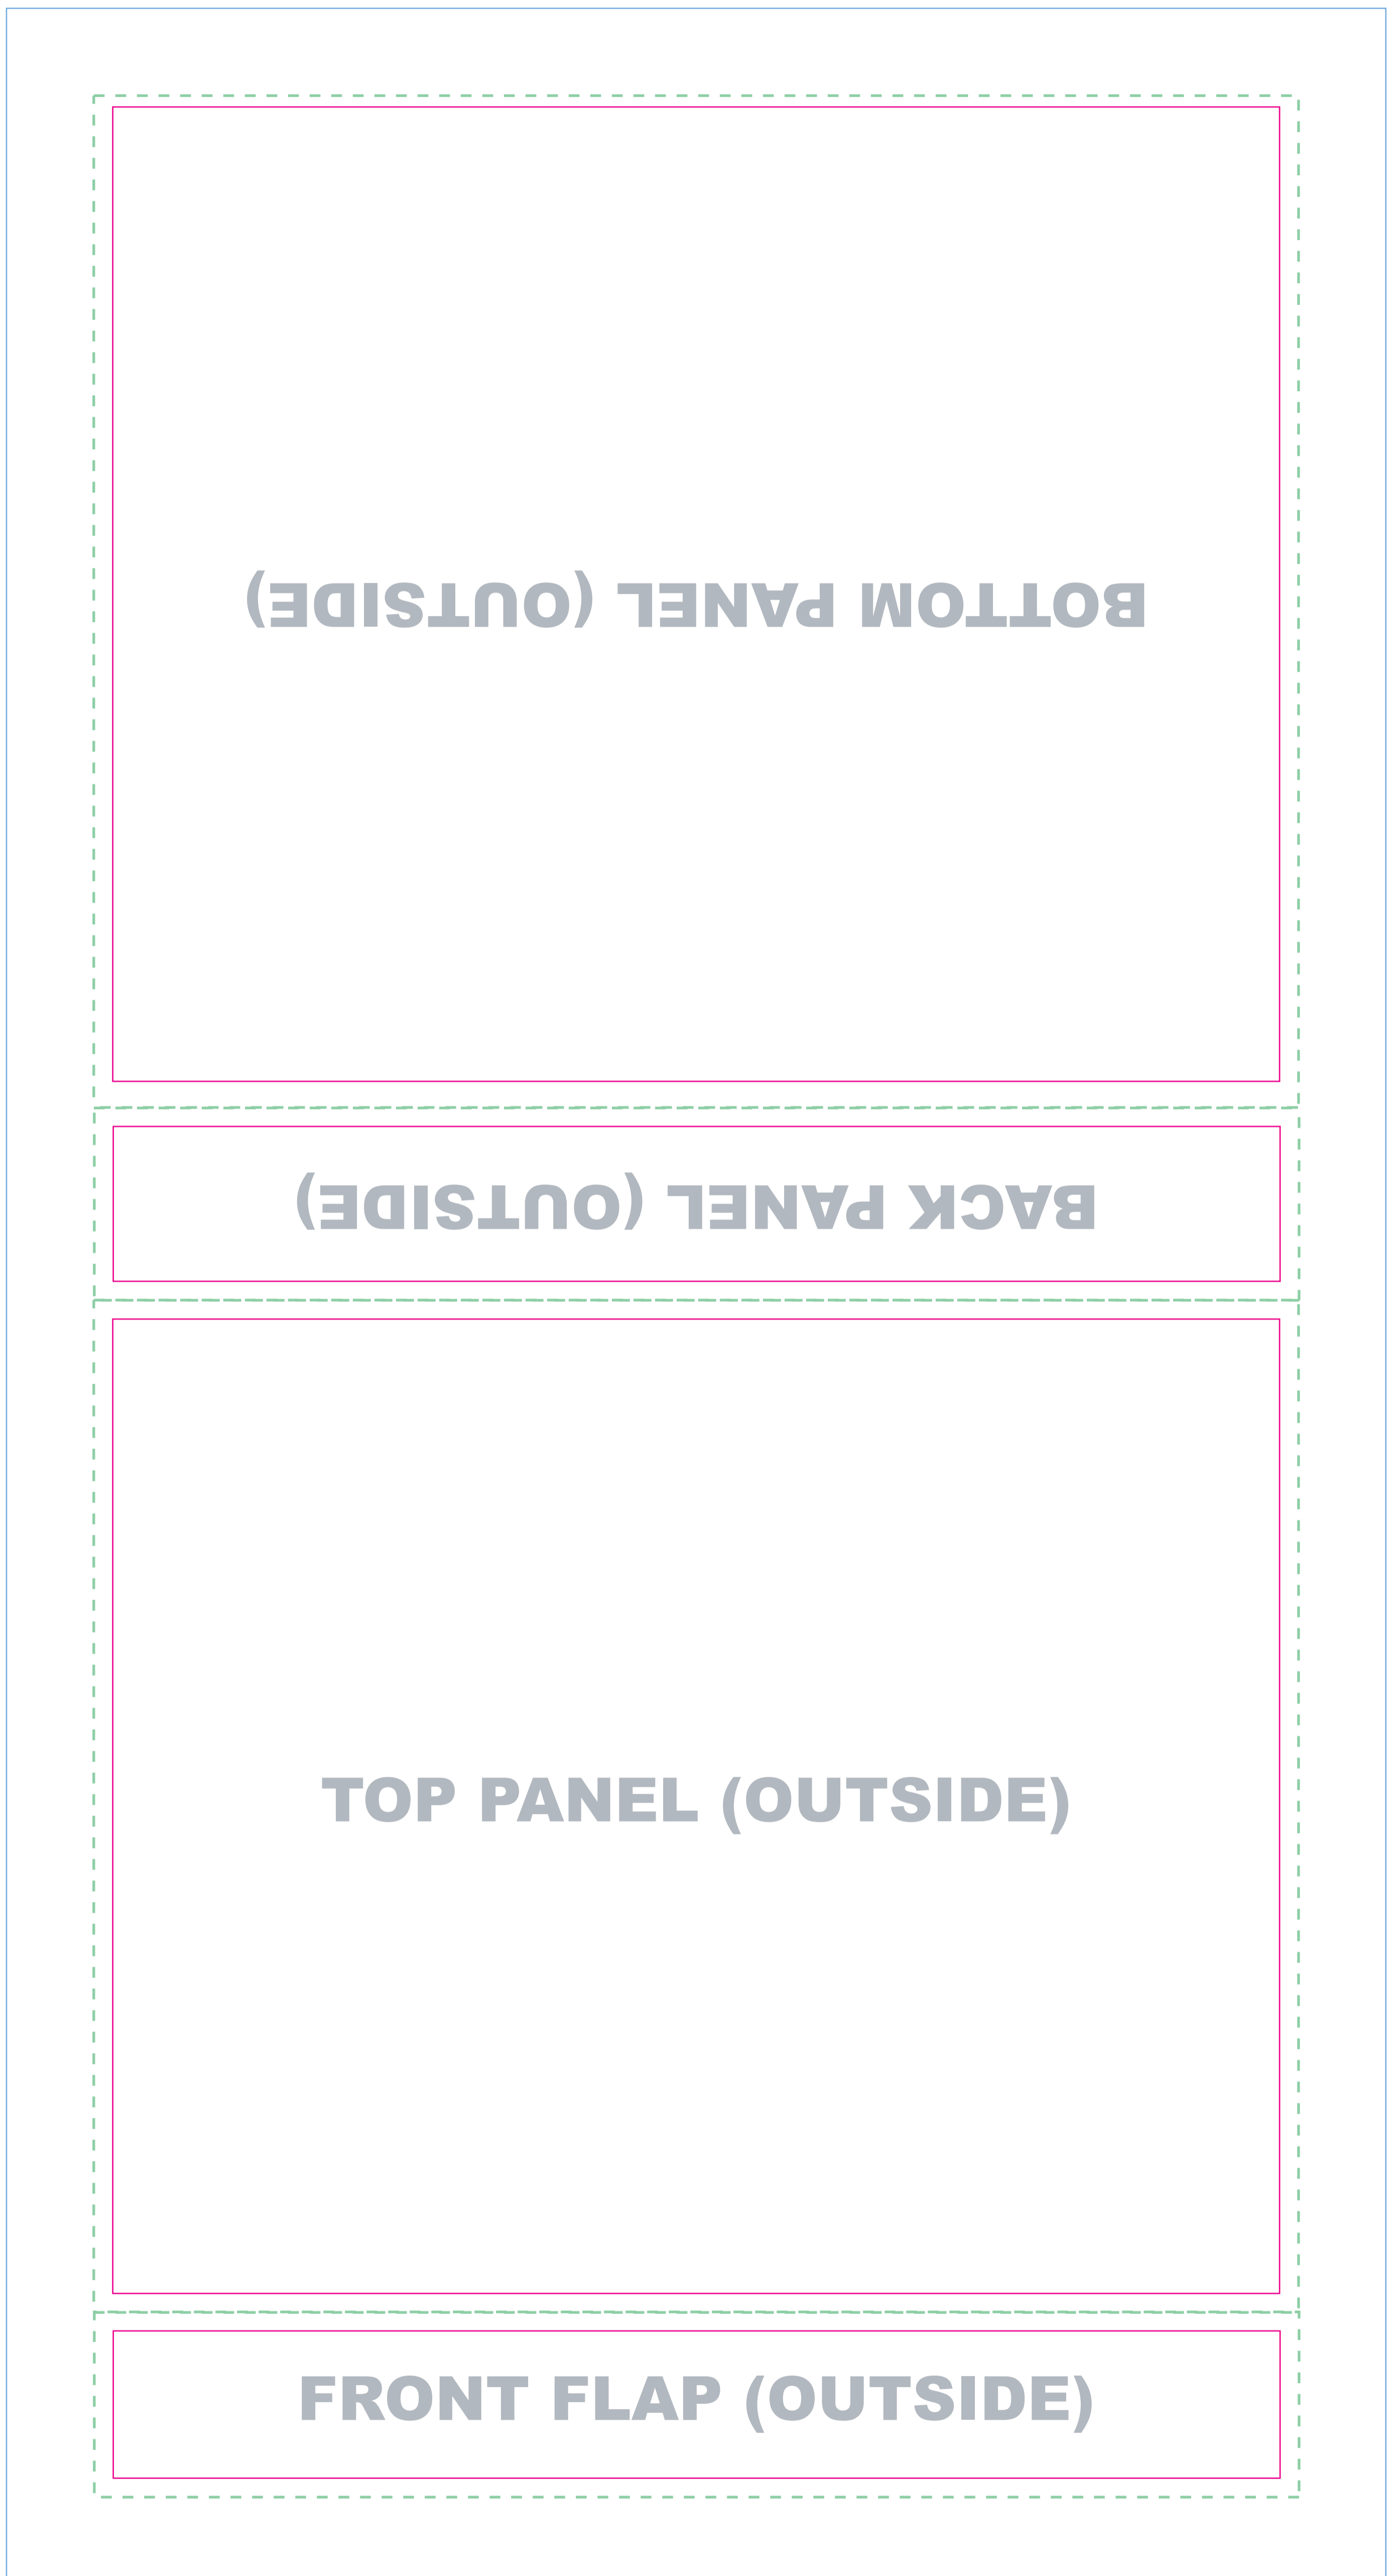 BOTTOM PANEL (OUTSIDE)
BACK PANEL (OUTSIDE)
TOP PANEL (OUTSIDE)
FRONT FLAP (OUTSIDE)